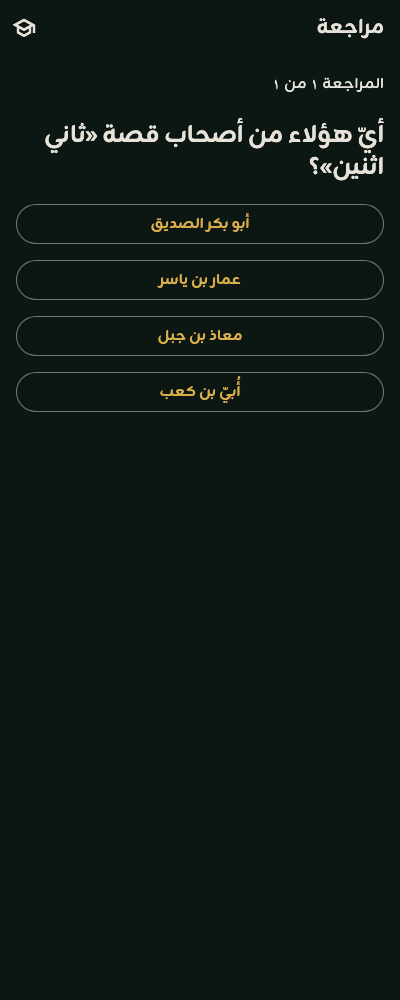 مراجعة
المراجعة ١ من ١
أيّ هؤلاء من أصحاب قصة «ثاني
اثنين»؟
أبو بكر الصديق
عمار بن ياسر
معاذ بن جبل
أُبيّ بن كعب